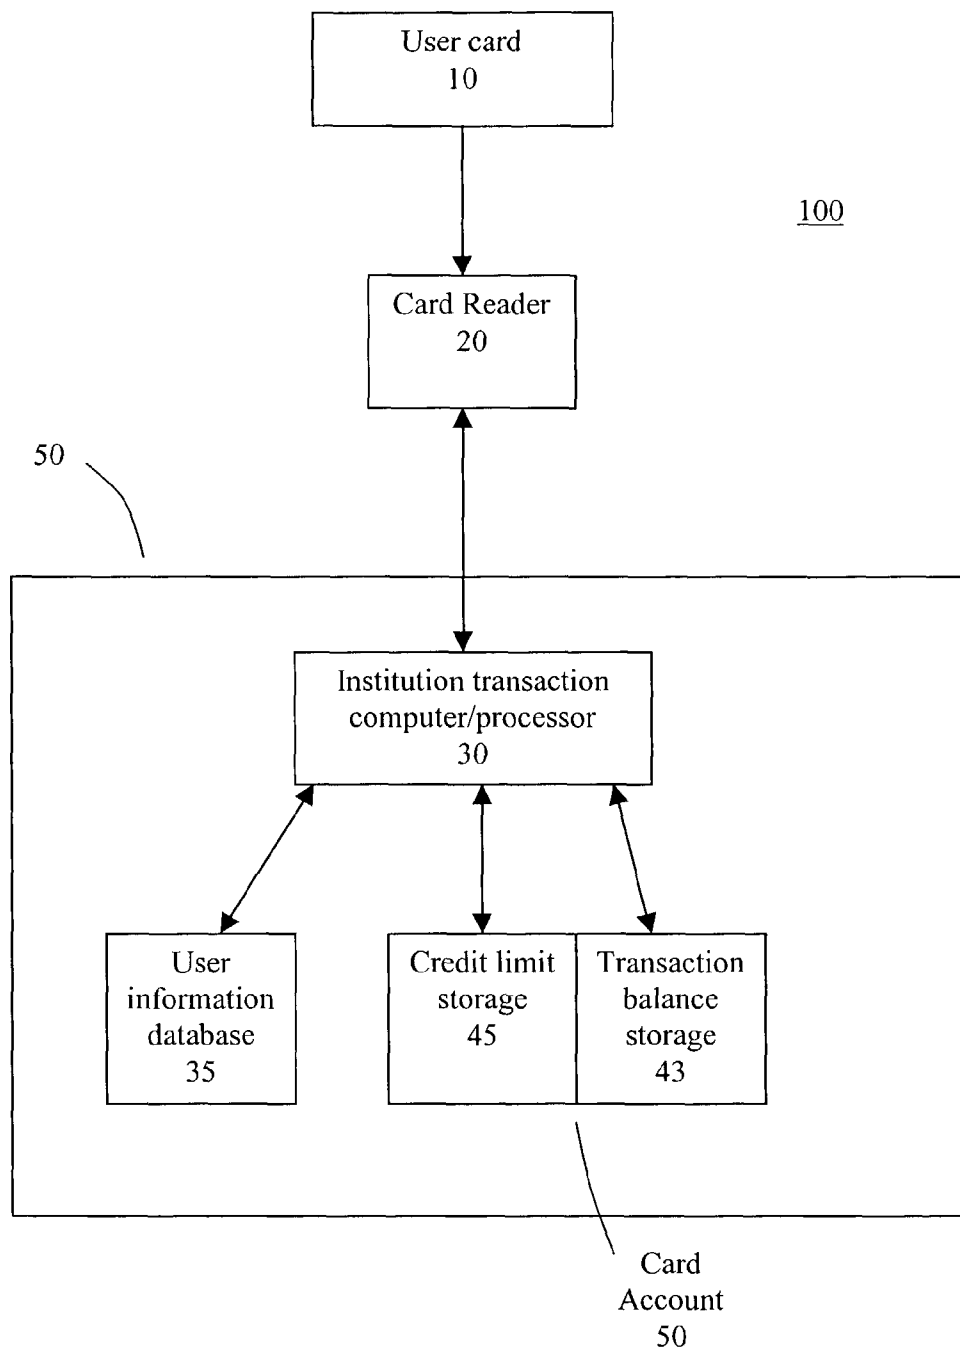 User card
10
100
Card Reader
20
50
Institution transaction
computer/processor
30
User
information
database
35
Credit limit
storage
45
Transaction
balance
storage
43
Card
Account
50